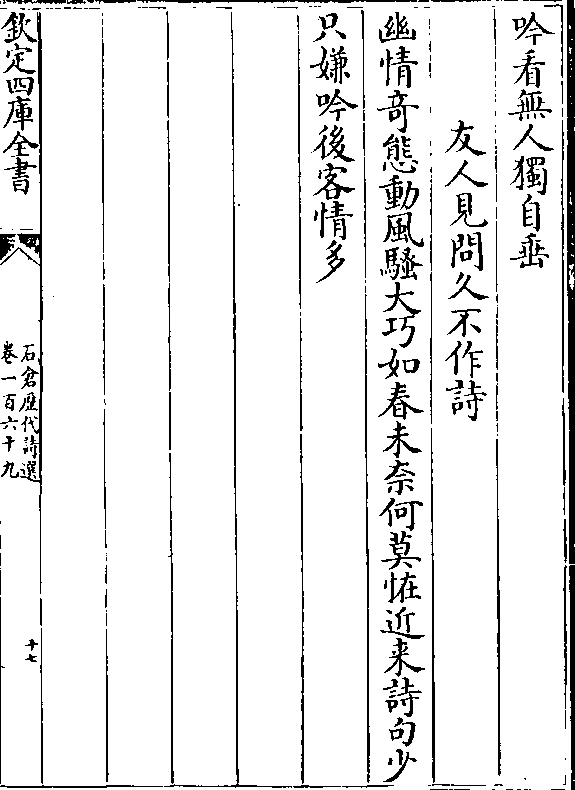 吟看無人獨自垂
友人見問久不作詩
幽情竒態動風騷大巧如春未奈何莫恠近来詩句少
只嫌吟後客情多
欽定四庫全書
石倉歴代詩選
卷一百六十九
十七